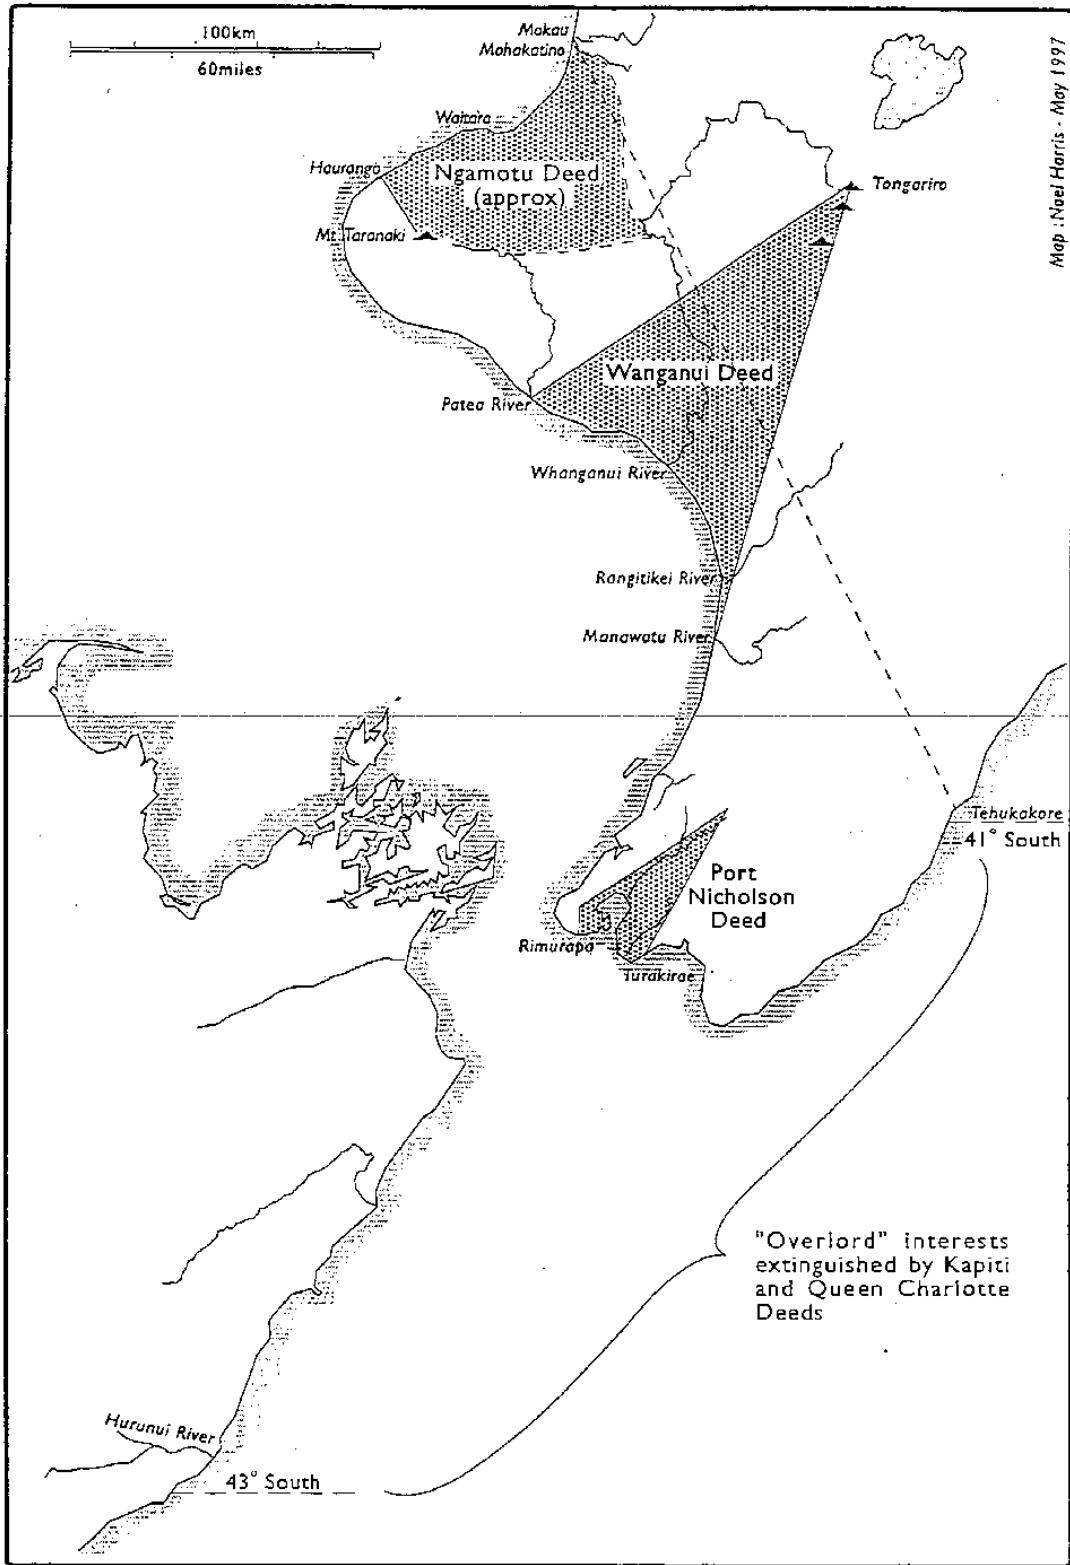 100km
60miles
Mokau
Mohakatino
Waitara
Hauranga
Ngamotu Deed
(approx)
Tongariro
Mt Taranaki
Map : Noel Harris - May 1997
Wanganui Deed
Patea River
Whanganui River
Rangitikei River
Manawatu River
Tehukakore
41° South
Port
Nicholson
Deed
Rimurapa
Turakirae
"Overlord" interests
extinguished by Kapiti
and Queen Charlotte
Deeds
Hurunui River
43° South